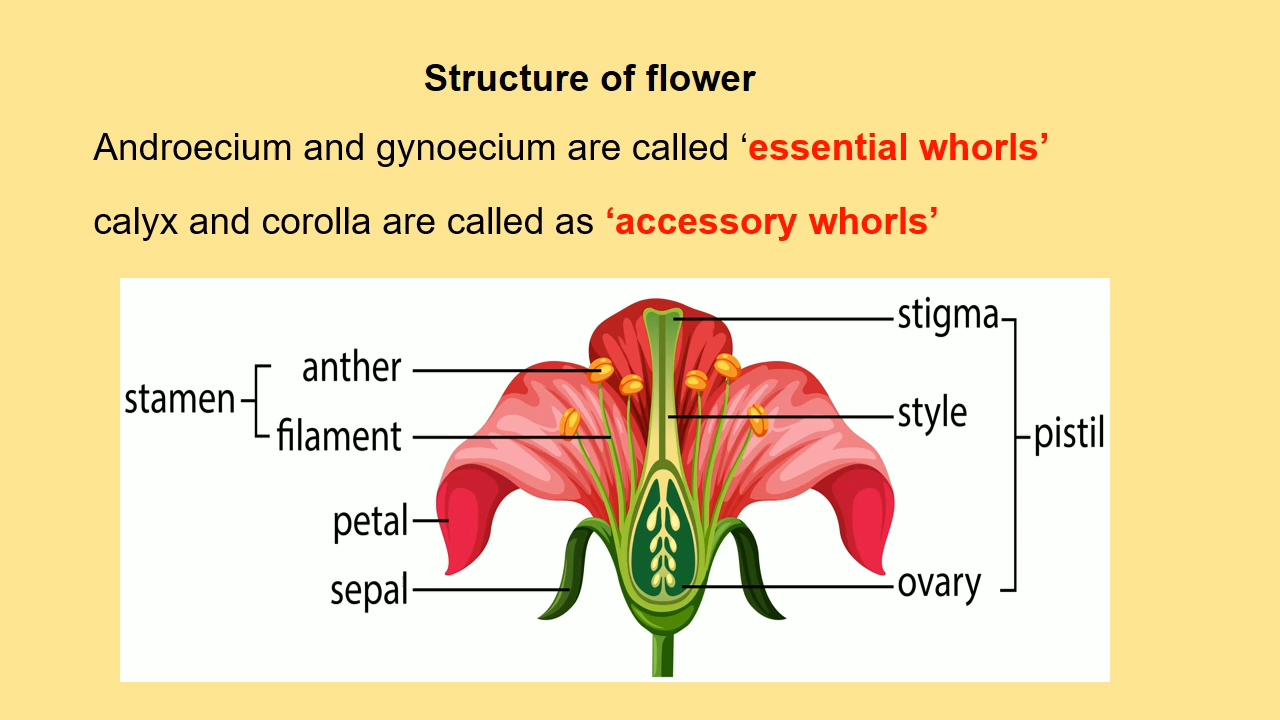 Structure of flower
Androecium and gynoecium are called ‘essential whorls’
calyx and corolla are called as ‘accessory whorls’
stigma
anther
stamen
style
filament
pistil
petal
sepal
ovary